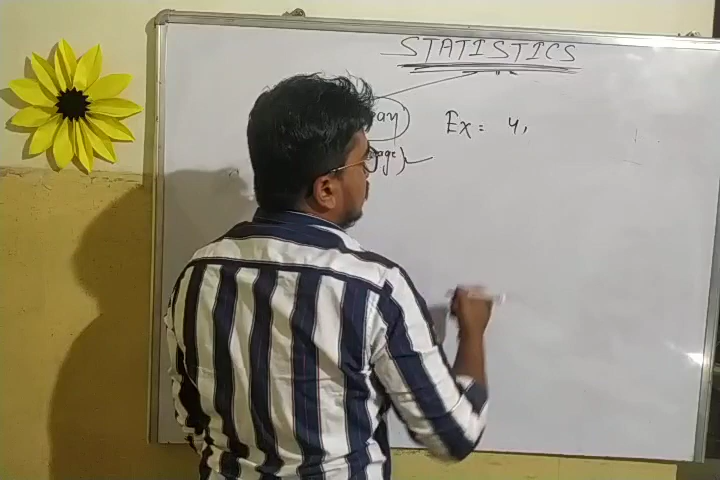 STATISTICS
Ex = 4,